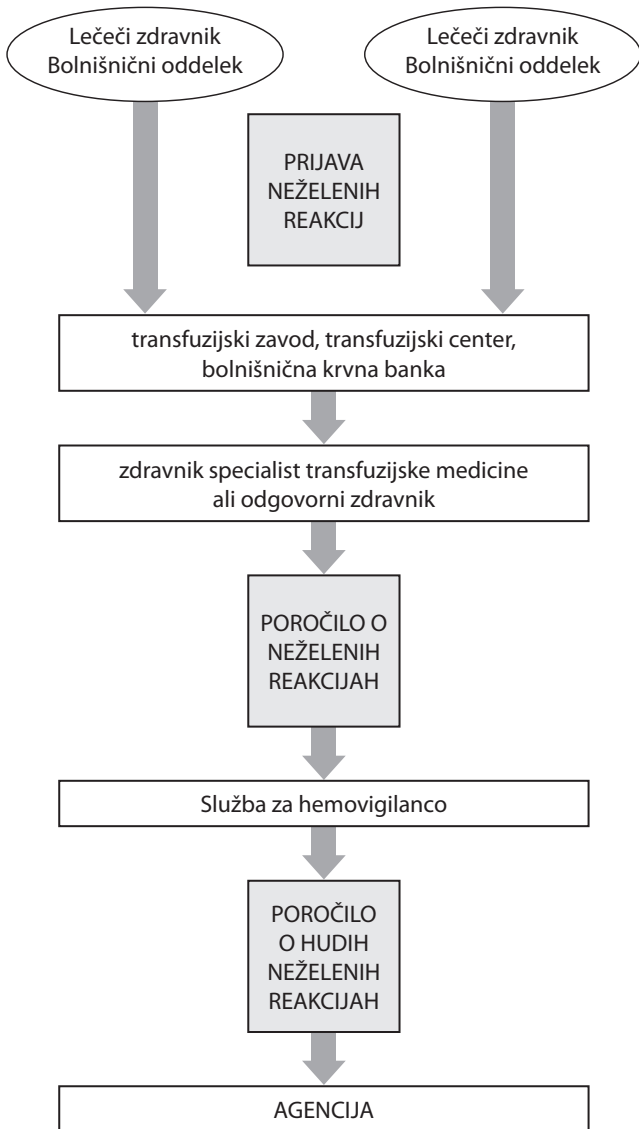 Lečeči zdravnik
Bolnišnični oddelek
Lečeči zdravnik
Bolnišnični oddelek
PRIJAVA
NEŽELENIH
REAKCIJ
transfuzijski zavod, transfuzijski center,
bolnišnična krvna banka
zdravnik specialist transfuzijske medicine
ali odgovorni zdravnik
POROČILO O
NEŽELENIH
REAKCIJAH
Služba za hemovigilanco
POROČILO
O HUDIH
NEŽELENIH
REAKCIJAH
AGENCIJA